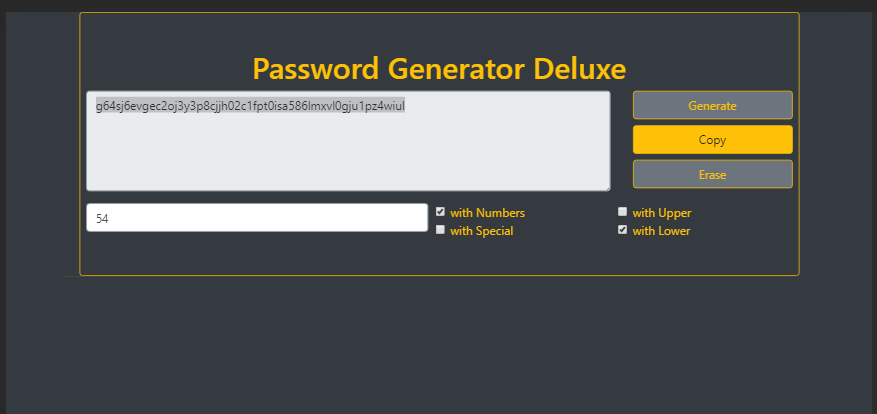 Password Generator Deluxe
g64sj6evgec2oj3y3p8cjjh02c1fpt0isa586lmxvl0gju1pz4wiul
Generate
Copy
Erase
54
with Numbers
with Upper
with Special
with Lower